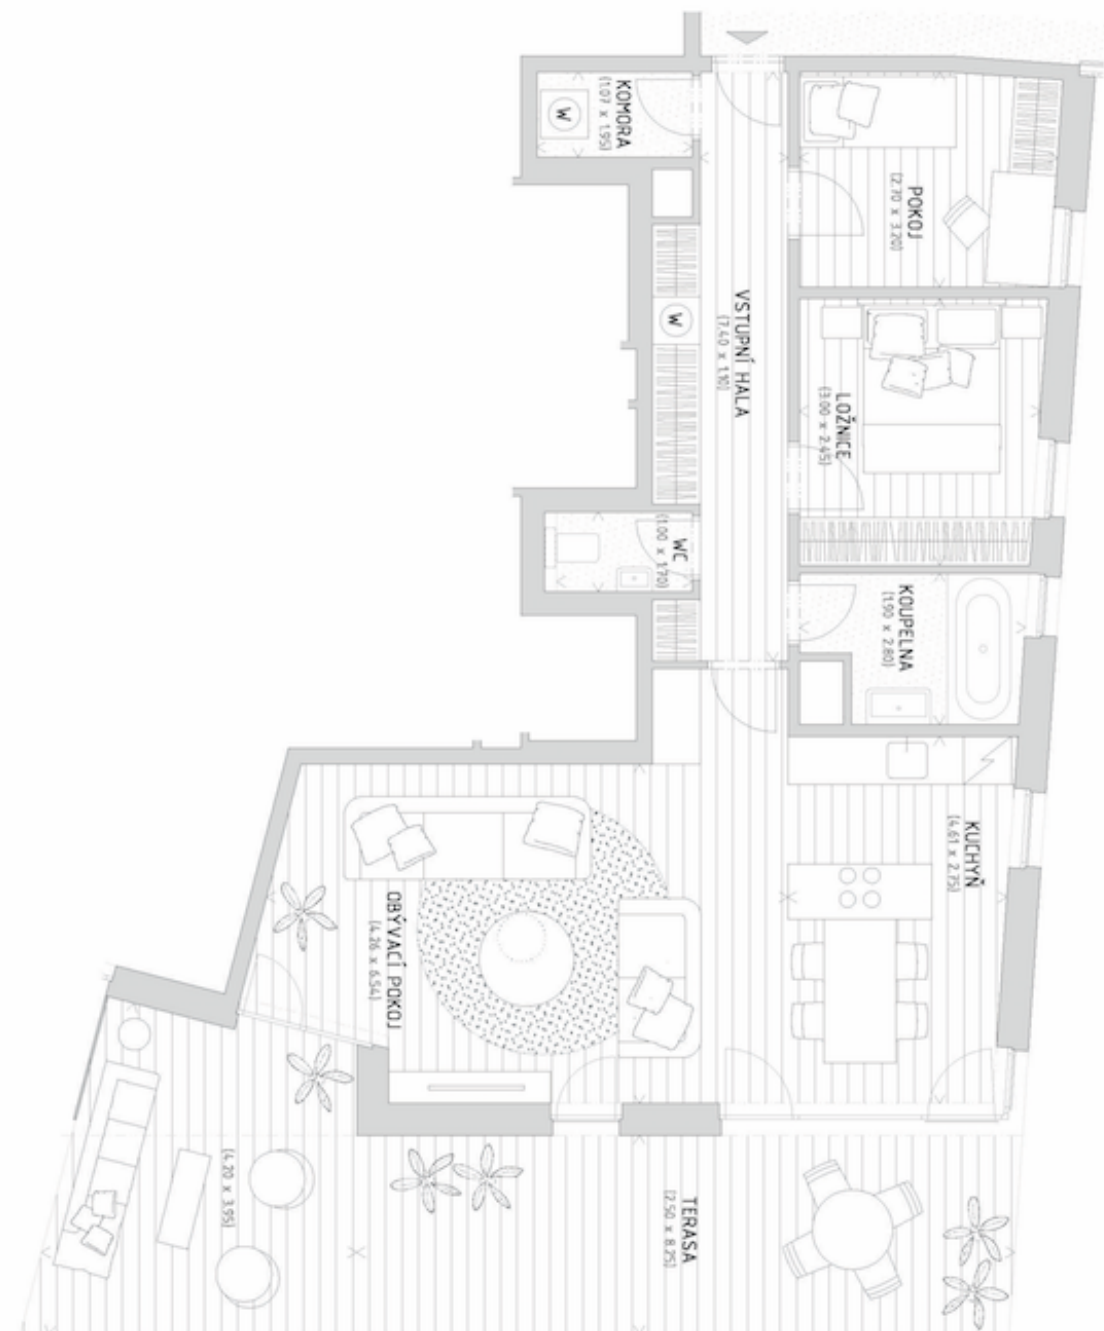 KOMORA
(1.07 x 1.95)
W
POKOJ
(2.70 x 3.20)
VSTUPNÍ HALA
(7.40 x 1.10)
W
LOŽNICE
(3.00 x 2.45)
WC
(1.00 x 1.70)
KOUPELNA
(1.90 x 2.80)
KUCHYŇ
(4.61 x 2.75)
OBÝVACÍ POKOJ
(4.26 x 6.54)
TERASA
(2.50 x 8.25)
(4.20 x 3.95)